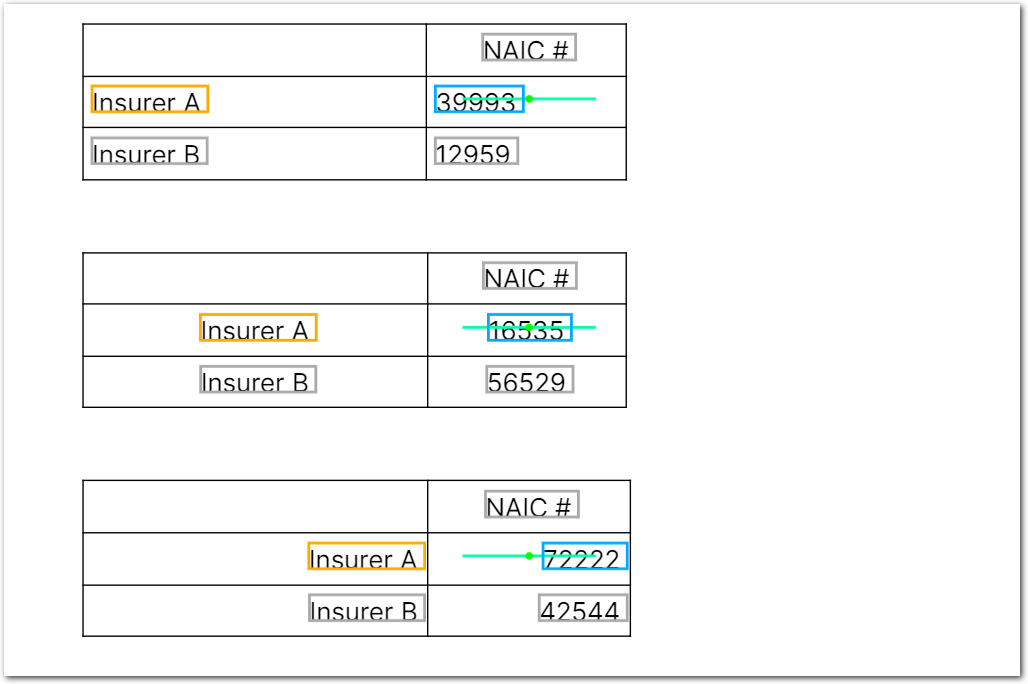 NAIC #
Insurer A 39993
Insurer B 12959
NAIC #
Insurer A 16535
Insurer B 56529
NAIC #
Insurer A 72222
Insurer B 42544